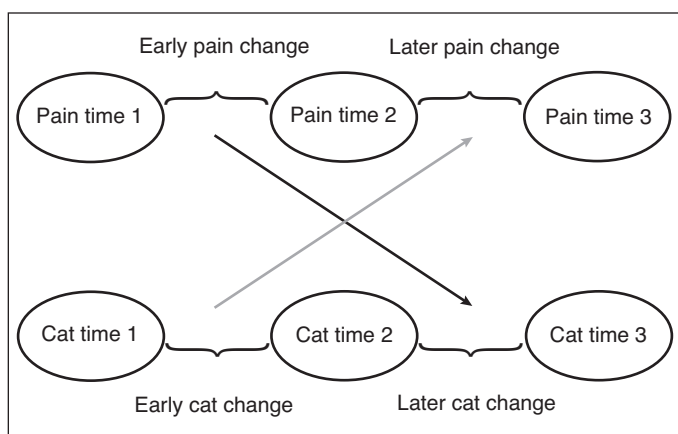 Early pain change
Later pain change
Pain time 1
Pain time 2
Pain time 3
Cat time 1
Cat time 2
Cat time 3
Early cat change
Later cat change